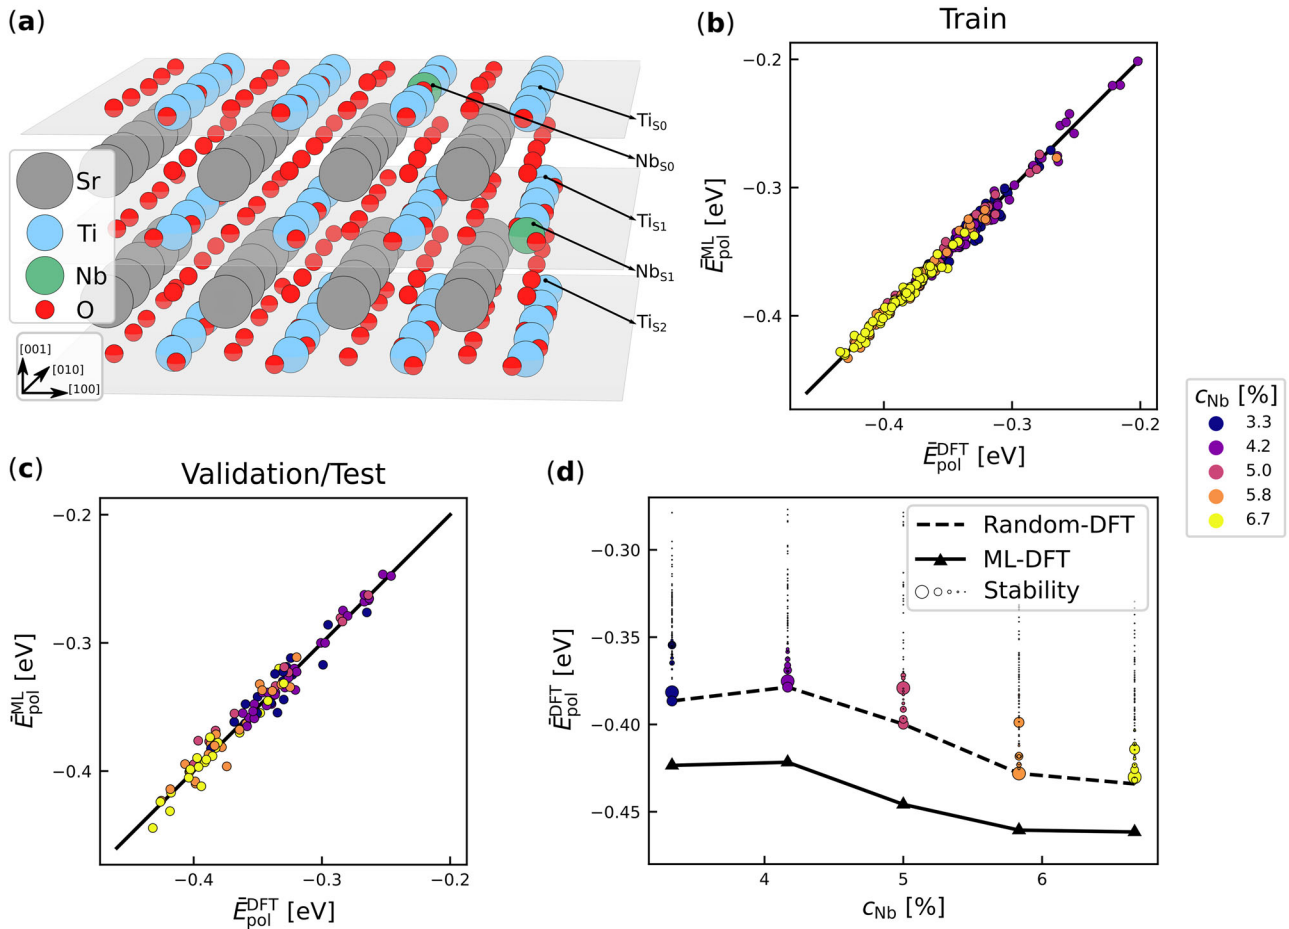 (a)
Sr
Ti
Nb
O
[001]
[010]
[100]
Ti_S0
Nb_S0
Ti_S1
Nb_S1
Ti_S2
(b)
Train
−0.2
−0.3
−0.4
Ē_pol^ML [eV]
−0.4 −0.3 −0.2
Ē_pol^DFT [eV]
c_Nb [%]
3.3
4.2
5.0
5.8
6.7
(c)
Validation/Test
−0.2
−0.3
−0.4
Ē_pol^ML [eV]
−0.4 −0.3 −0.2
Ē_pol^DFT [eV]
(d)
Random-DFT
ML-DFT
Stability
−0.30
−0.35
−0.40
−0.45
Ē_pol^DFT [eV]
4 5 6
c_Nb [%]